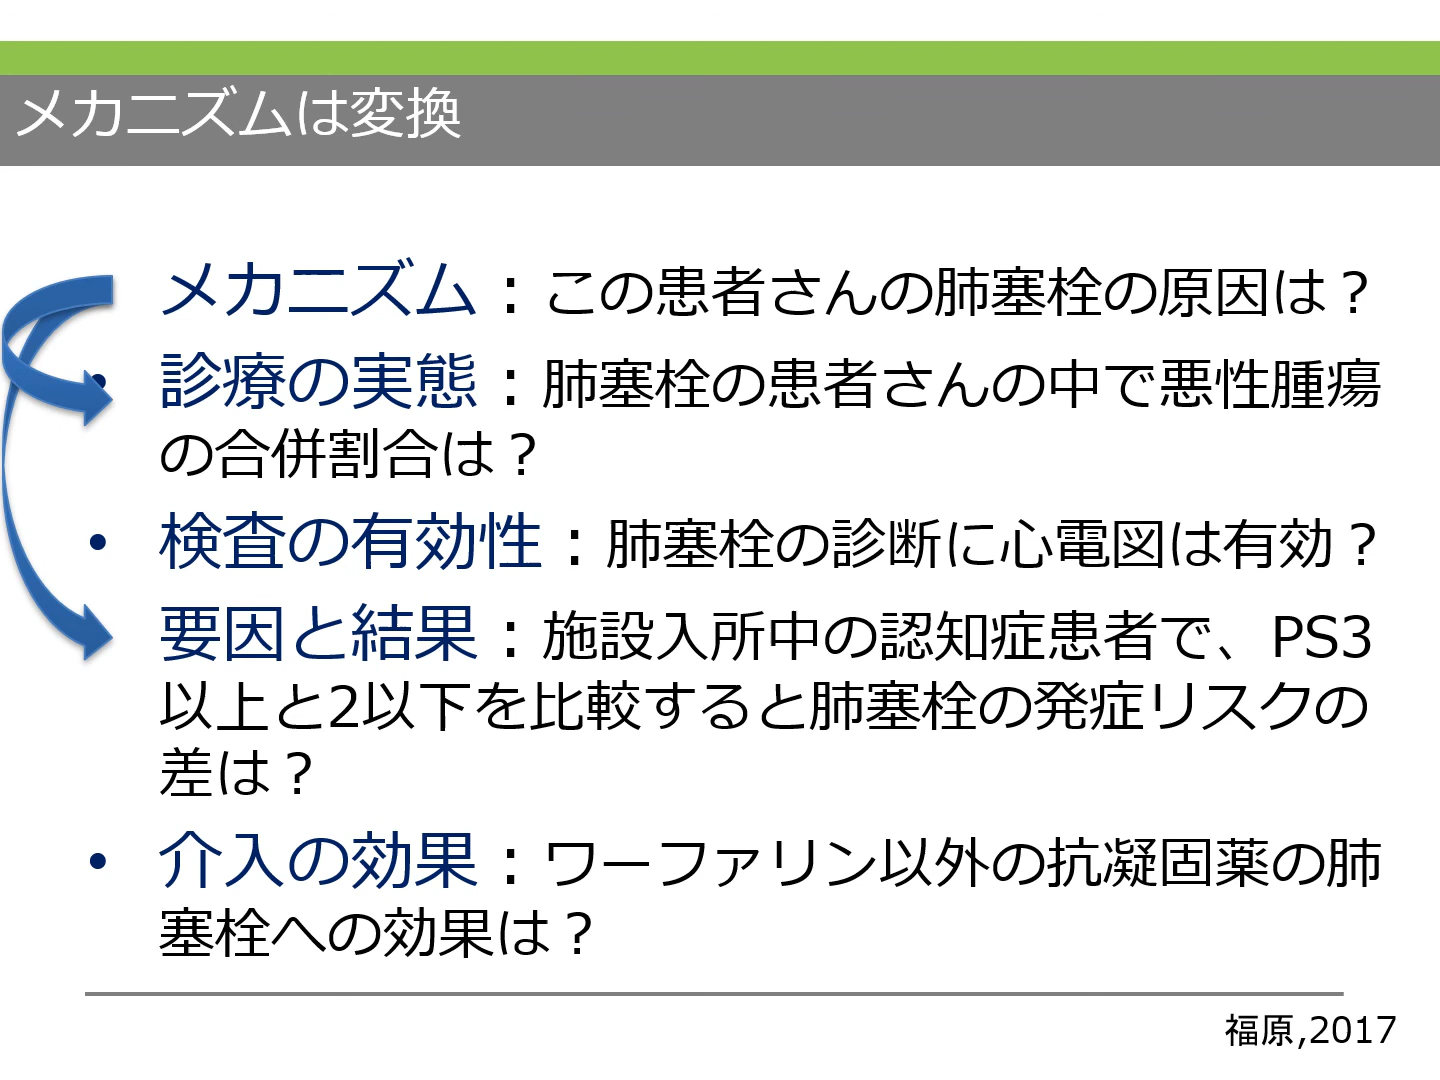 メカニズムは変換
メカニズム：この患者さんの肺塞栓の原因は？
• 診療の実態：肺塞栓の患者さんの中で悪性腫瘍
の合併割合は？
• 検査の有効性：肺塞栓の診断に心電図は有効？
要因と結果：施設入所中の認知症患者で、PS3
以上と2以下を比較すると肺塞栓の発症リスクの
差は？
• 介入の効果：ワーファリン以外の抗凝固薬の肺
塞栓への効果は？
福原,2017